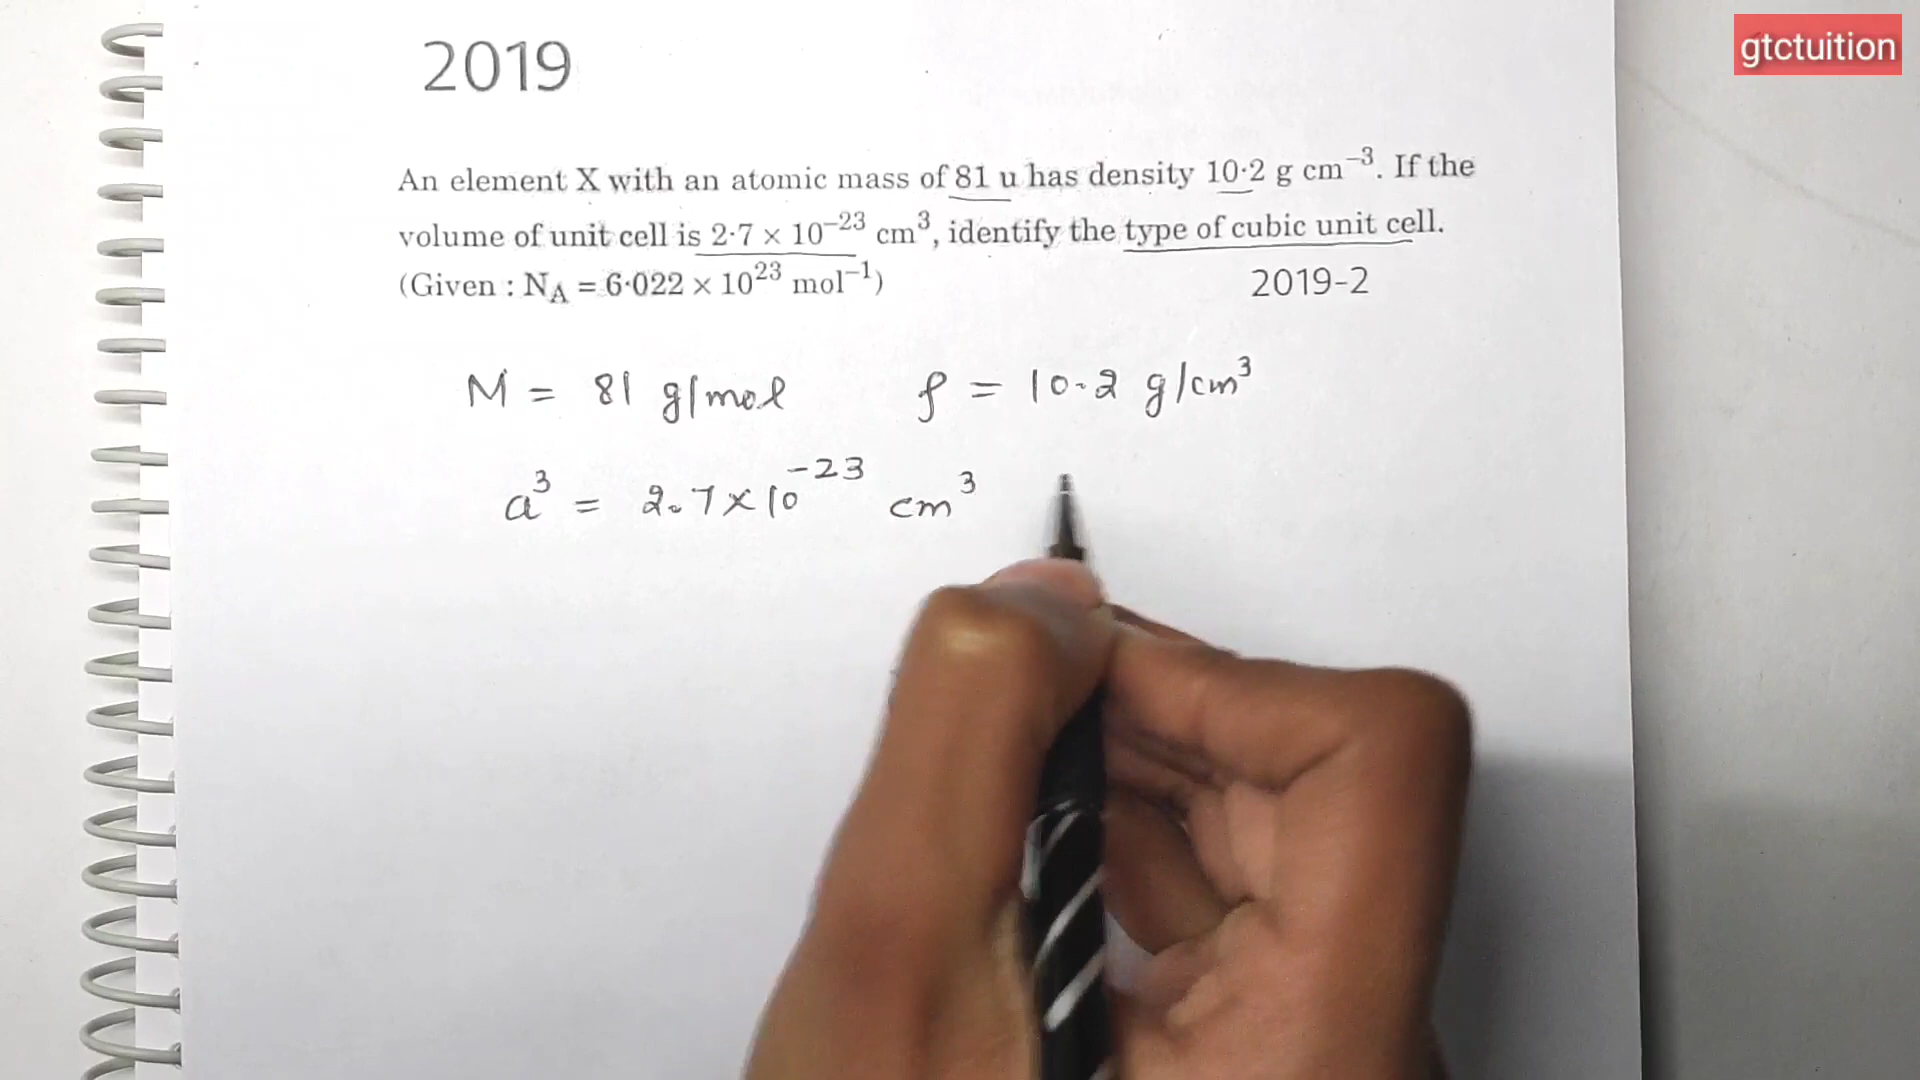 gtctuition
2019
An element X with an atomic mass of 81 u has density 10·2 g cm⁻³. If the
volume of unit cell is 2·7 × 10⁻²³ cm³, identify the type of cubic unit cell.
(Given : N_A = 6·022 × 10²³ mol⁻¹)
2019-2
M = 81 g/mol ρ = 10.2 g/cm³
a³ = 2.7×10⁻²³ cm³